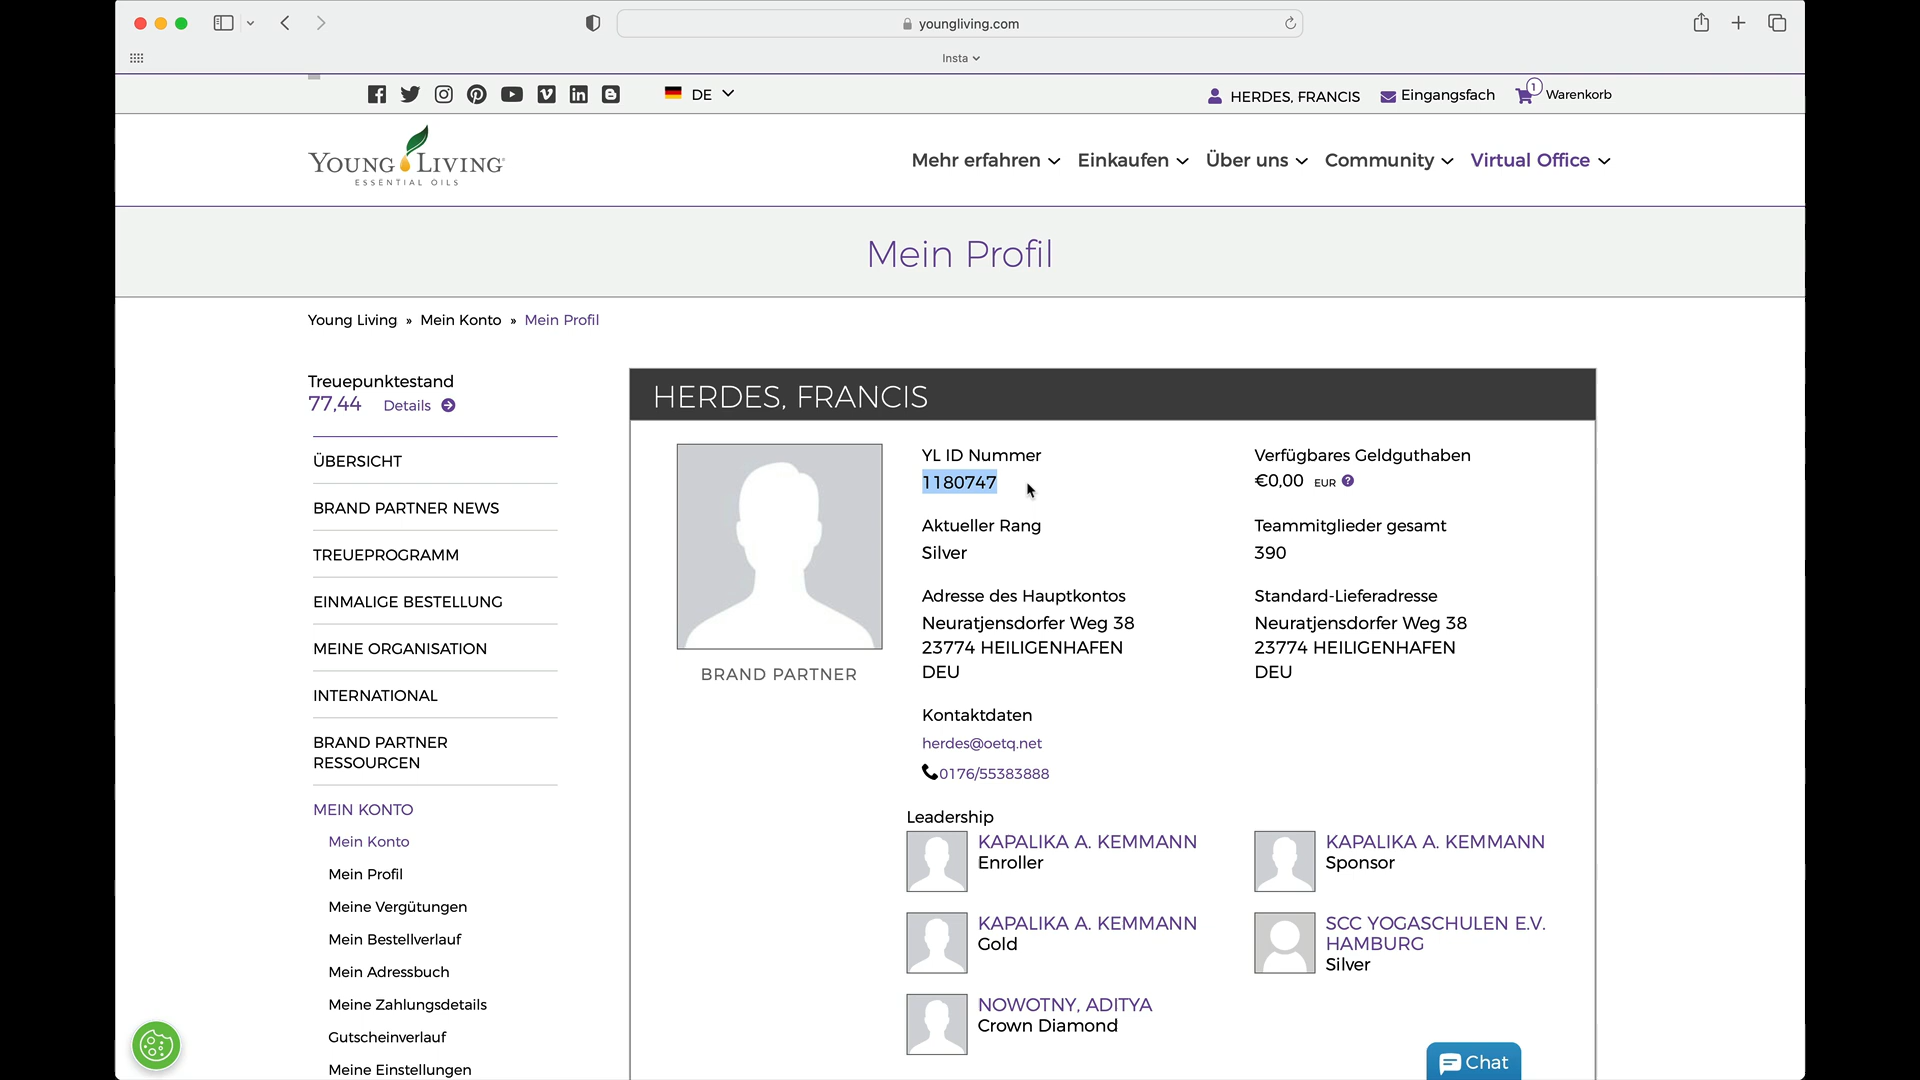 youngliving.com
Insta
DE
HERDES, FRANCIS
Eingangsfach
1
Warenkorb
YOUNG LIVING
ESSENTIAL OILS
Mehr erfahren
Einkaufen
Über uns
Community
Virtual Office
Mein Profil
Young Living » Mein Konto » Mein Profil
Treuepunktestand
77,44 Details
ÜBERSICHT
BRAND PARTNER NEWS
TREUEPROGRAMM
EINMALIGE BESTELLUNG
MEINE ORGANISATION
INTERNATIONAL
BRAND PARTNER
RESSOURCEN
MEIN KONTO
Mein Konto
Mein Profil
Meine Vergütungen
Mein Bestellverlauf
Mein Adressbuch
Meine Zahlungsdetails
Gutscheinverlauf
Meine Einstellungen
HERDES, FRANCIS
BRAND PARTNER
YL ID Nummer
1180747
Verfügbares Geldguthaben
€0,00 EUR ?
Aktueller Rang
Silver
Teammitglieder gesamt
390
Adresse des Hauptkontos
Neuratjensdorfer Weg 38
23774 HEILIGENHAFEN
DEU
Standard-Lieferadresse
Neuratjensdorfer Weg 38
23774 HEILIGENHAFEN
DEU
Kontaktdaten
herdes@oetq.net
0176/55383888
Leadership
KAPALIKA A. KEMMANN
Enroller
KAPALIKA A. KEMMANN
Sponsor
KAPALIKA A. KEMMANN
Gold
SCC YOGASCHULEN E.V.
HAMBURG
Silver
NOWOTNY, ADITYA
Crown Diamond
Chat